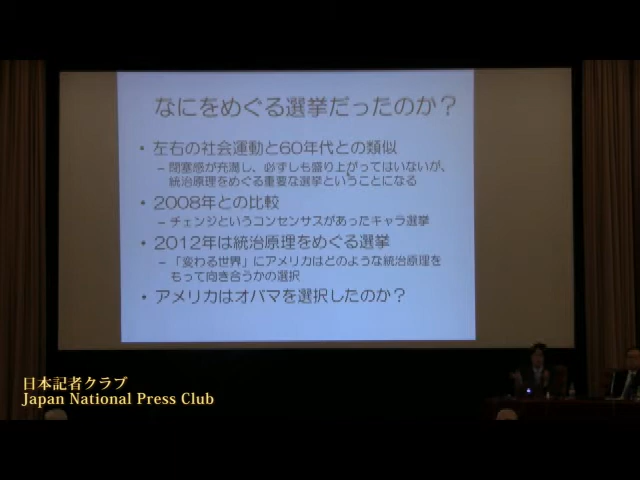 なにをめぐる選挙だったのか？
・左右の社会運動と60年代との類似
–閉塞感が充満し、必ずしも盛り上がってはいないが、
統治原理をめぐる重要な選挙ということになる
・2008年との比較
–チェンジというコンセンサスがあったキャラ選挙
・2012年は統治原理をめぐる選挙
–「変わる世界」にアメリカはどのような統治原理を
もって向き合うかの選択
・アメリカはオバマを選択したのか？
日本記者クラブ
Japan National Press Club